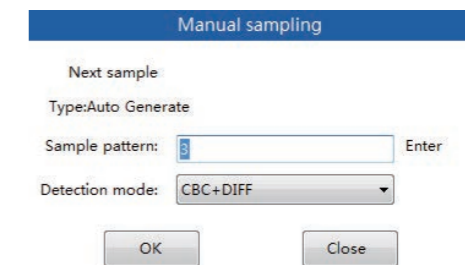 Manual sampling
Next sample
Type:Auto Generate
Sample pattern: 3 Enter
Detection mode: CBC+DIFF
OK Close